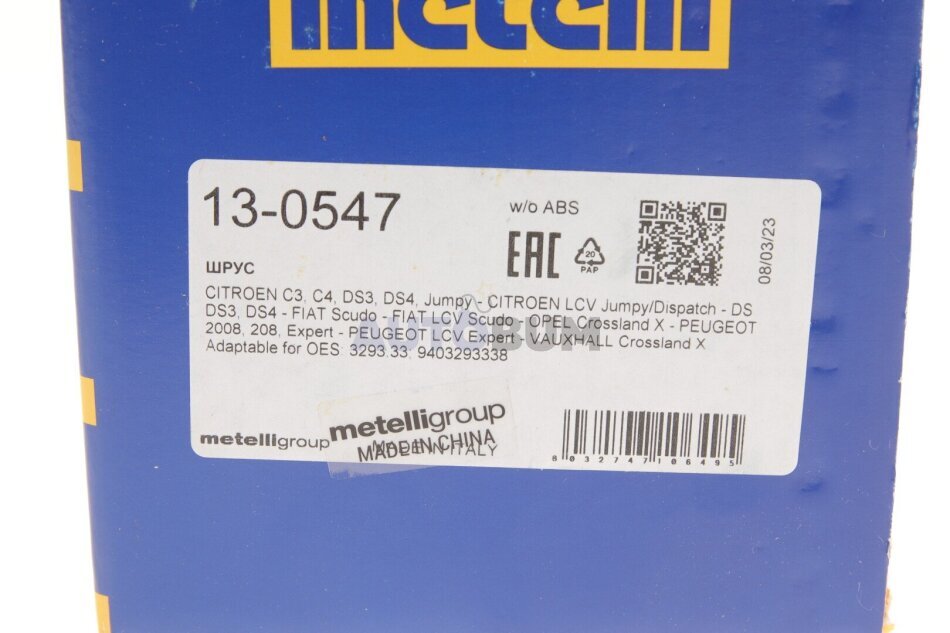 metelli
13-0547
w/o ABS
EAC
20
PAP
08/03/23
ШРУС
CITROEN C3, C4, DS3, DS4, Jumpy - CITROEN LCV Jumpy/Dispatch - DS
DS3, DS4 - FIAT Scudo - FIAT LCV Scudo - OPEL Crossland X - PEUGEOT
2008, 208, Expert - PEUGEOT LCV Expert - VAUXHALL Crossland X
Adaptable for OES: 3293.33; 9403293338
AUTOBUM
metelligroup
metelligroup
MADE IN CHINA
MADE IN ITALY
8032747106495